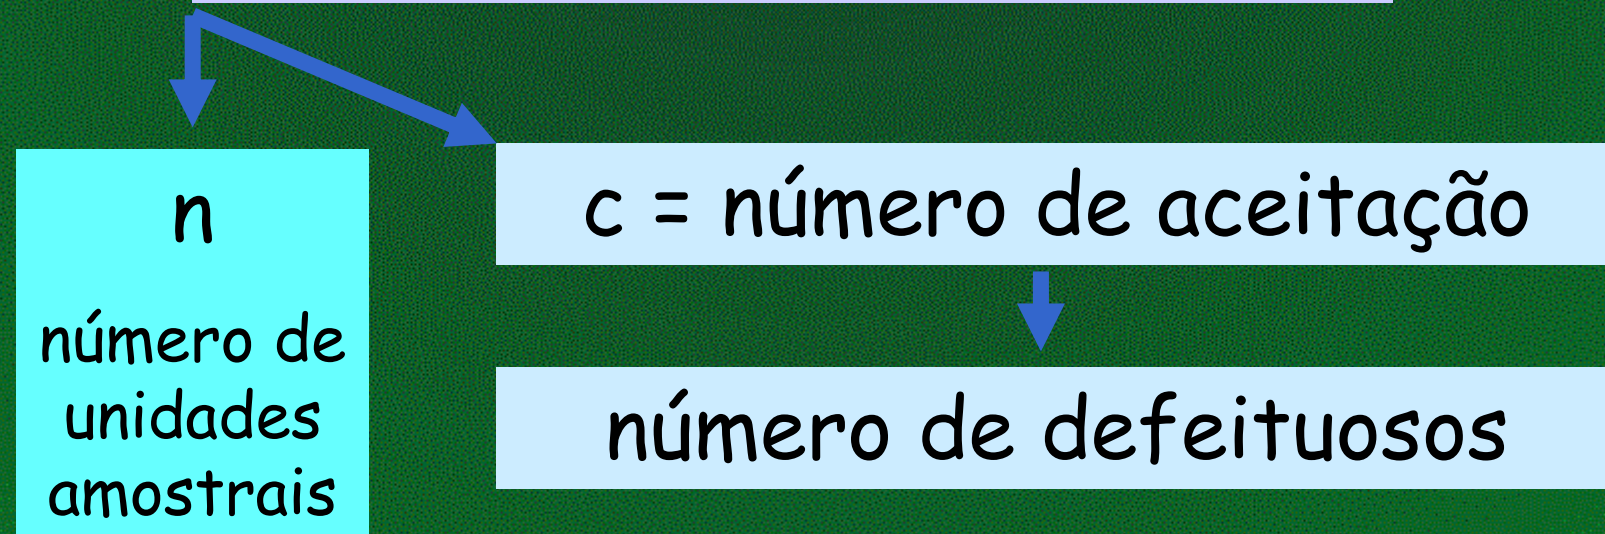 n
número de
unidades
amostrais
c = número de aceitação
número de defeituosos